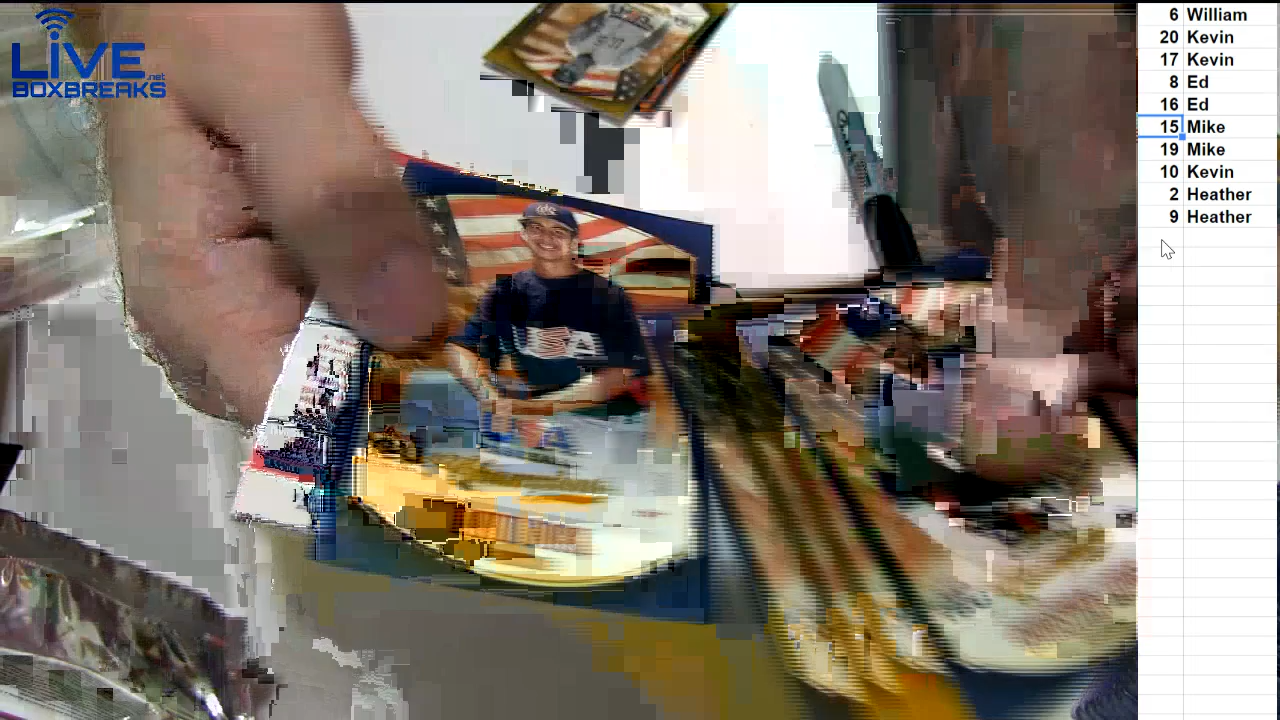 LIVE
.net
BOXBREAKS
6 William
20 Kevin
17 Kevin
8 Ed
16 Ed
15 Mike
19 Mike
10 Kevin
2 Heather
9 Heather
USA